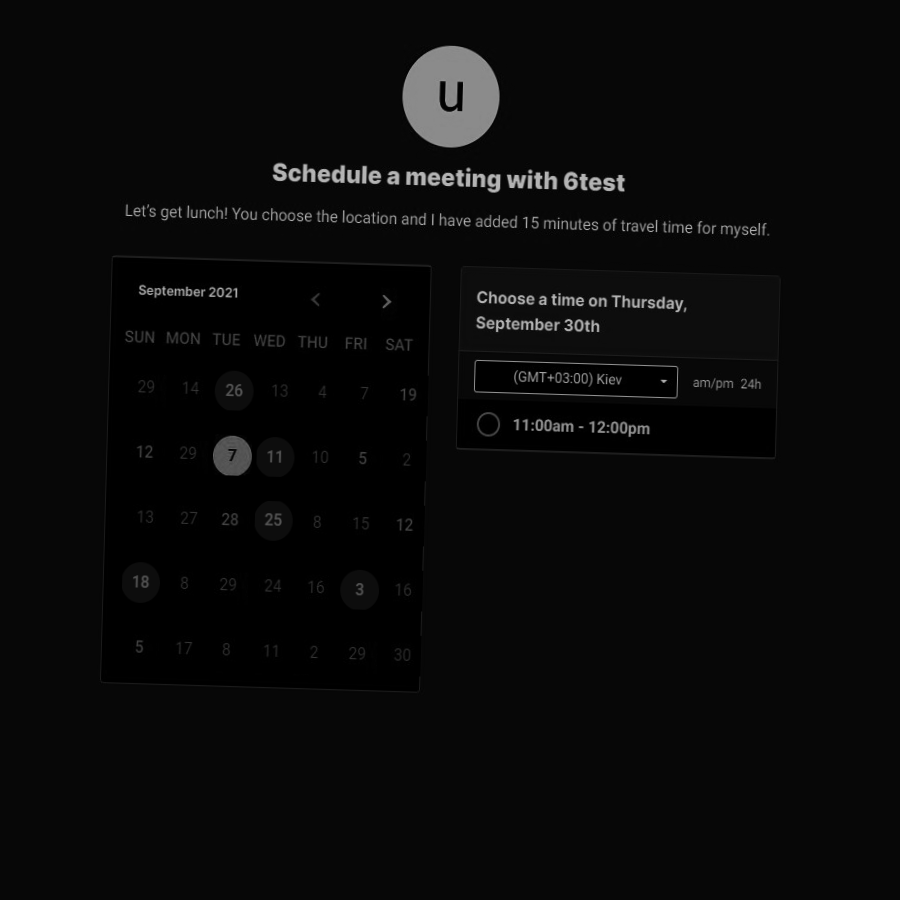 u
Schedule a meeting with 6test
Let's get lunch! You choose the location and I have added 15 minutes of travel time for myself.
September 2021
SUN MON TUE WED THU FRI SAT
29 14 26 13 4 7 19
12 29 7 11 10 5 2
13 27 28 25 8 15 12
18 8 29 24 16 3 16
5 17 8 11 2 29 30
Choose a time on Thursday,
September 30th
(GMT+03:00) Kiev
am/pm 24h
11:00am - 12:00pm